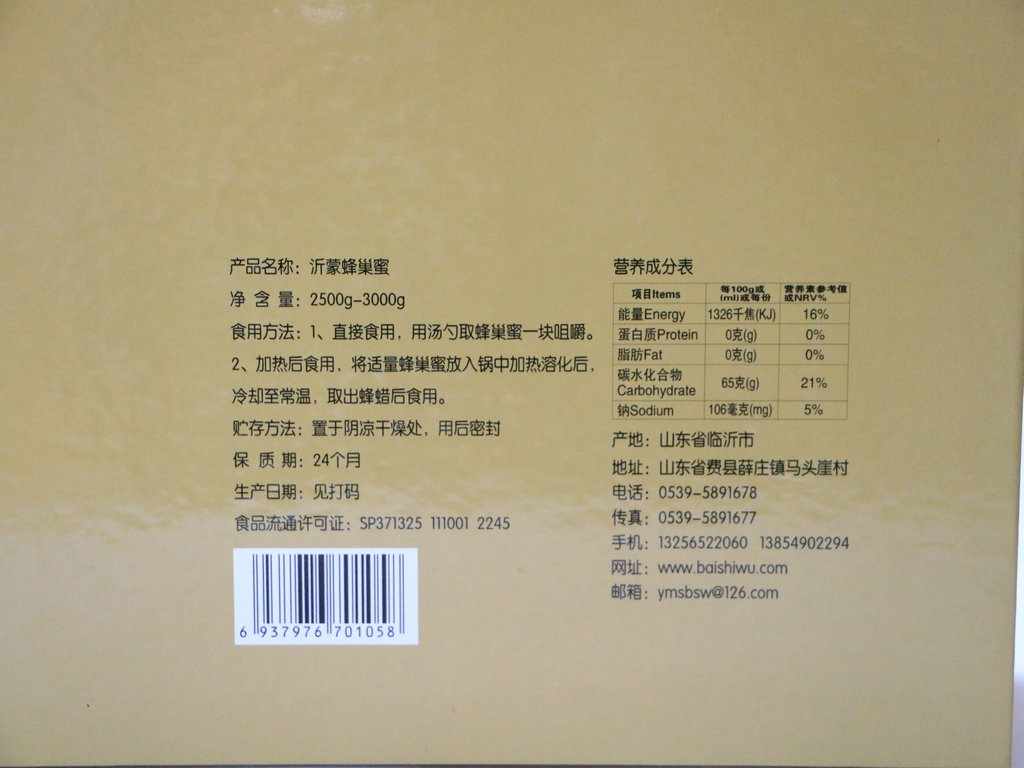 产品名称：沂蒙蜂巢蜜
净 含 量：2500g-3000g
食用方法：1、直接食用，用汤勺取蜂巢蜜一块咀嚼。
2、加热后食用，将适量蜂巢蜜放入锅中加热溶化后，
冷却至常温，取出蜂蜡后食用。
贮存方法：置于阴凉干燥处，用后密封
保 质 期：24个月
生产日期：见打码
食品流通许可证：SP371325 111001 2245
6 937976 701058
营养成分表
项目Items 每100g或(ml)或每份 营养素参考值或NRV%
能量Energy 1326千焦(KJ) 16%
蛋白质Protein 0克(g) 0%
脂肪Fat 0克(g) 0%
碳水化合物
Carbohydrate 65克(g) 21%
钠Sodium 106毫克(mg) 5%
产地：山东省临沂市
地址：山东省费县薛庄镇马头崖村
电话：0539-5891678
传真：0539-5891677
手机：13256522060 13854902294
网址：www.baishiwu.com
邮箱：ymsbsw@126.com